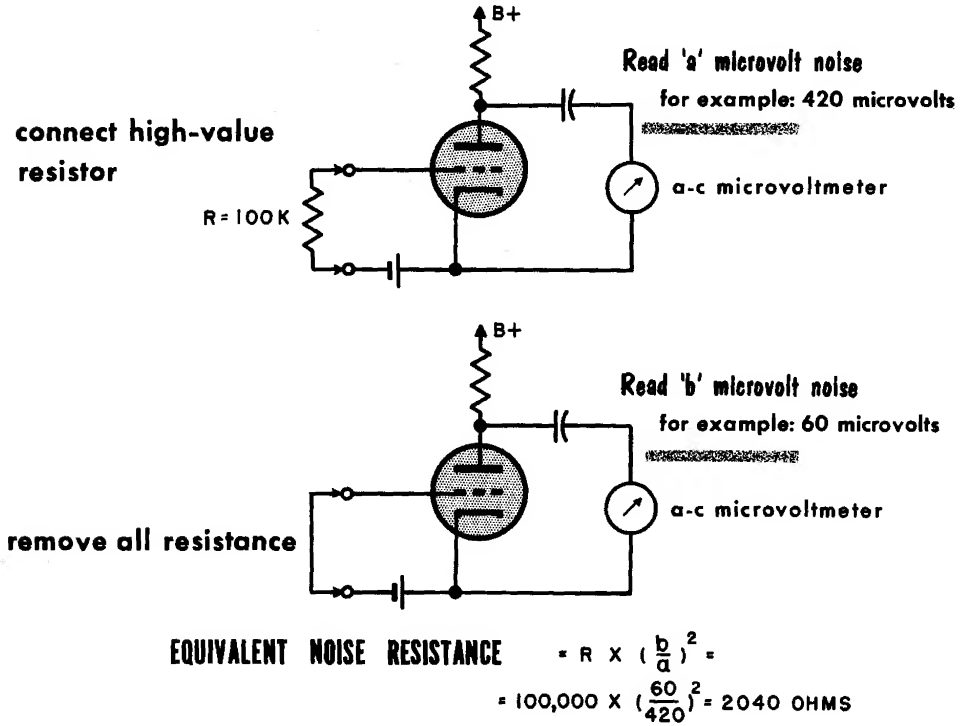 B+
Read 'a' microvolt noise
for example: 420 microvolts
connect high-value
resistor
a-c microvoltmeter
R = 100K
B+
Read 'b' microvolt noise
for example: 60 microvolts
a-c microvoltmeter
remove all resistance
EQUIVALENT NOISE RESISTANCE = R X (b/a)² =
= 100,000 X (60/420)² = 2040 OHMS